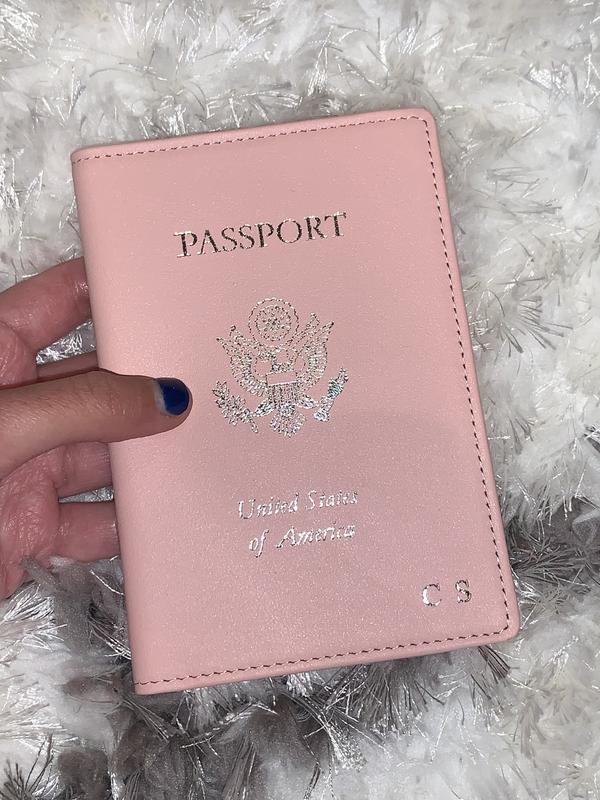 PASSPORT
United States
of America
C S